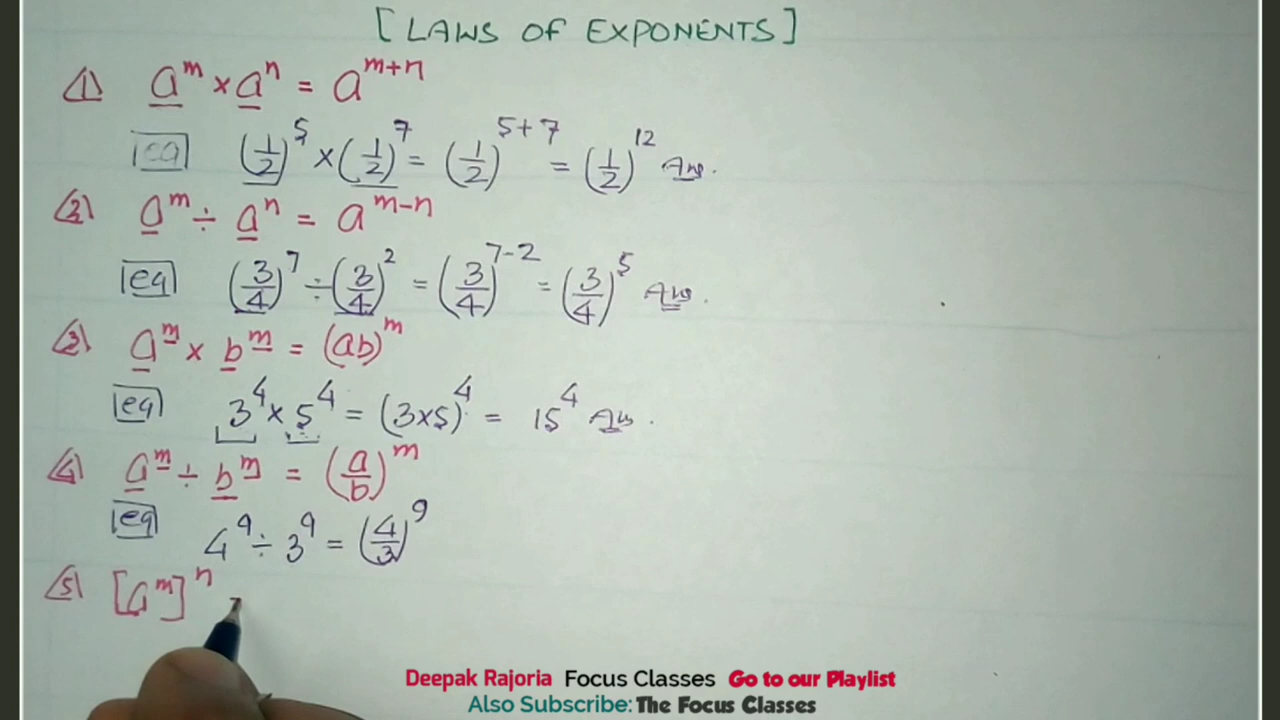 [LAWS OF EXPONENTS]
(1) a^m × a^n = a^(m+n)
eg (1/2)^5 × (1/2)^7 = (1/2)^(5+7) = (1/2)^12 Ans.
(2) a^m ÷ a^n = a^(m-n)
eg (3/4)^7 ÷ (3/4)^2 = (3/4)^(7-2) = (3/4)^5 Ans.
(3) a^m × b^m = (ab)^m
eg 3^4 × 5^4 = (3×5)^4 = 15^4 Ans.
(4) a^m ÷ b^m = (a/b)^m
eg 4^9 ÷ 3^9 = (4/3)^9
(5) [a^m]^n
Deepak Rajoria Focus Classes Go to our Playlist
Also Subscribe: The Focus Classes